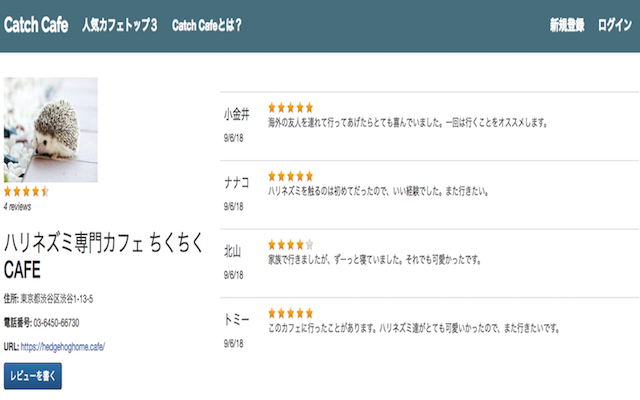 Catch Cafe 人気カフェトップ3 Catch Cafeとは? 新規登録 ログイン
4 reviews
ハリネズミ専門カフェ ちくちく
CAFE
住所: 東京都渋谷区渋谷1-13-5
電話番号: 03-6450-66730
URL: https://hedgehoghome.cafe/
レビューを書く
小金井
9/6/18
海外の友人を連れて行ってあげたらとても喜んでいました。一回は行くことをオススメします。
ナナコ
9/6/18
ハリネズミを触るのは初めてだったので、いい経験でした。また行きたい。
北山
9/6/18
家族で行きましたが、ずーっと寝ていました。それでも可愛かったです。
トミー
9/6/18
このカフェに行ったことがあります。ハリネズミ達がとても可愛いかったので、また行きたいです。